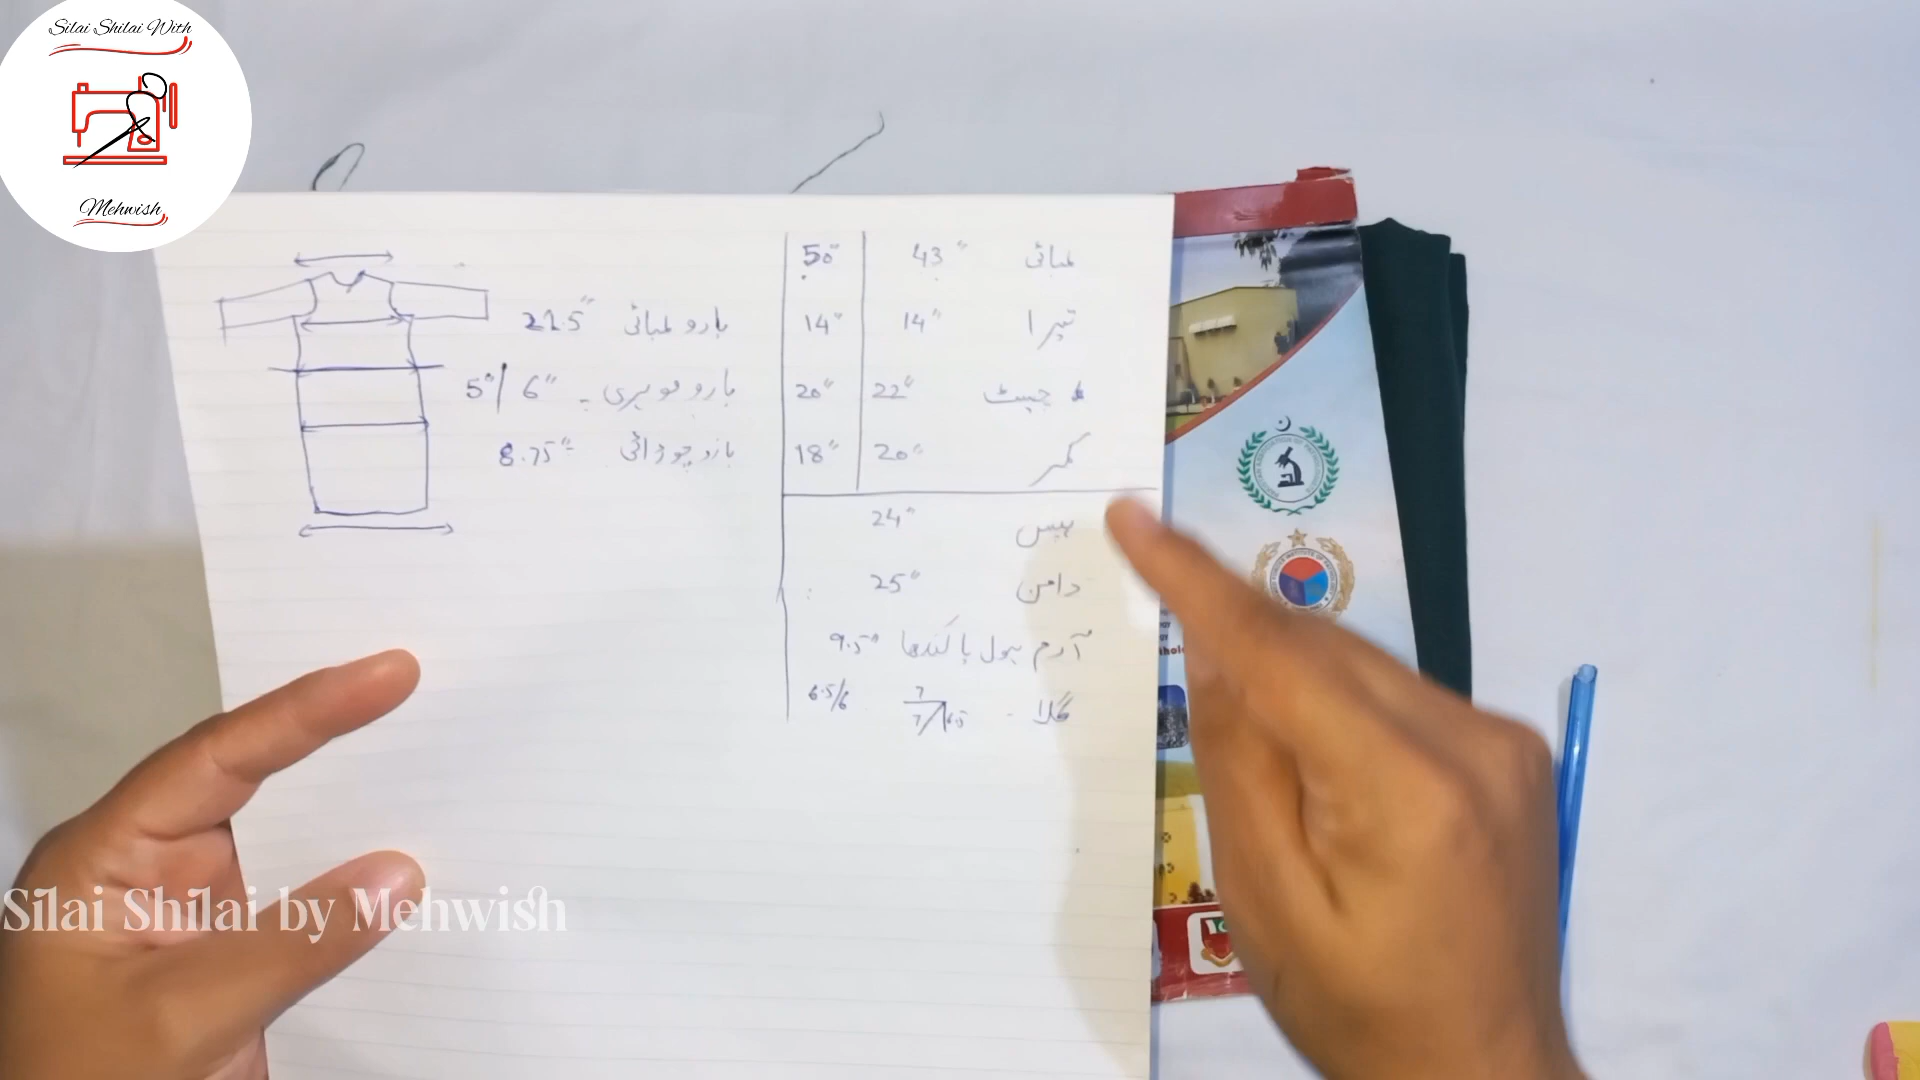 Silai Shilai With
Mehwish
لمبائی 43" 50"
تیرا 14" 14"
چیسٹ 22" 20"
کمر 20" 18"
ہپس 24"
دامن 25"
آرم ہول یا کندھا 9.5"
گلا - 7 7/6.5 6.5/6
بازو لمبائی 21.5"
بازو موہری - 5"/6"
بازو چوڑائی 8.75"
Silai Shilai by Mehwish